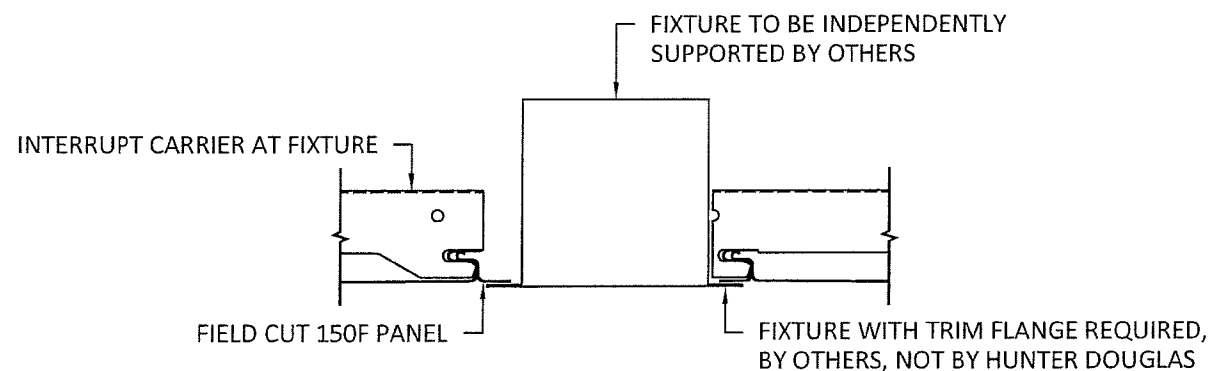 FIXTURE TO BE INDEPENDENTLY
SUPPORTED BY OTHERS
INTERRUPT CARRIER AT FIXTURE
FIELD CUT 150F PANEL
FIXTURE WITH TRIM FLANGE REQUIRED,
BY OTHERS, NOT BY HUNTER DOUGLAS